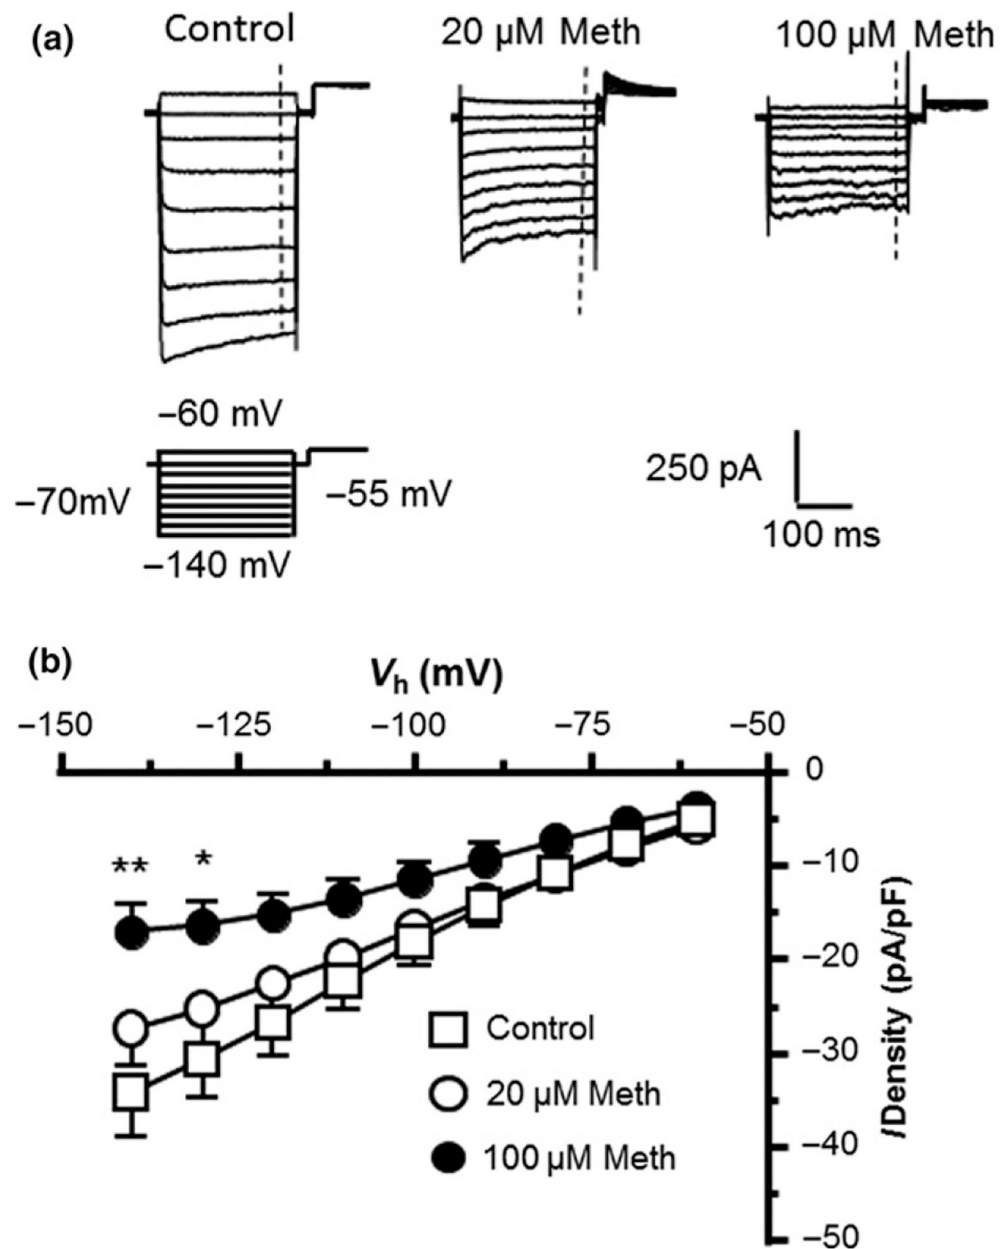 (a)
Control
20 µM Meth
100 µM Meth
−60 mV
−70mV
−55 mV
−140 mV
250 pA
100 ms
(b)
Vh (mV)
−150 −125 −100 −75 −50
0
−10
−20
−30
−40
−50
** *
IDensity (pA/pF)
Control
20 µM Meth
100 µM Meth